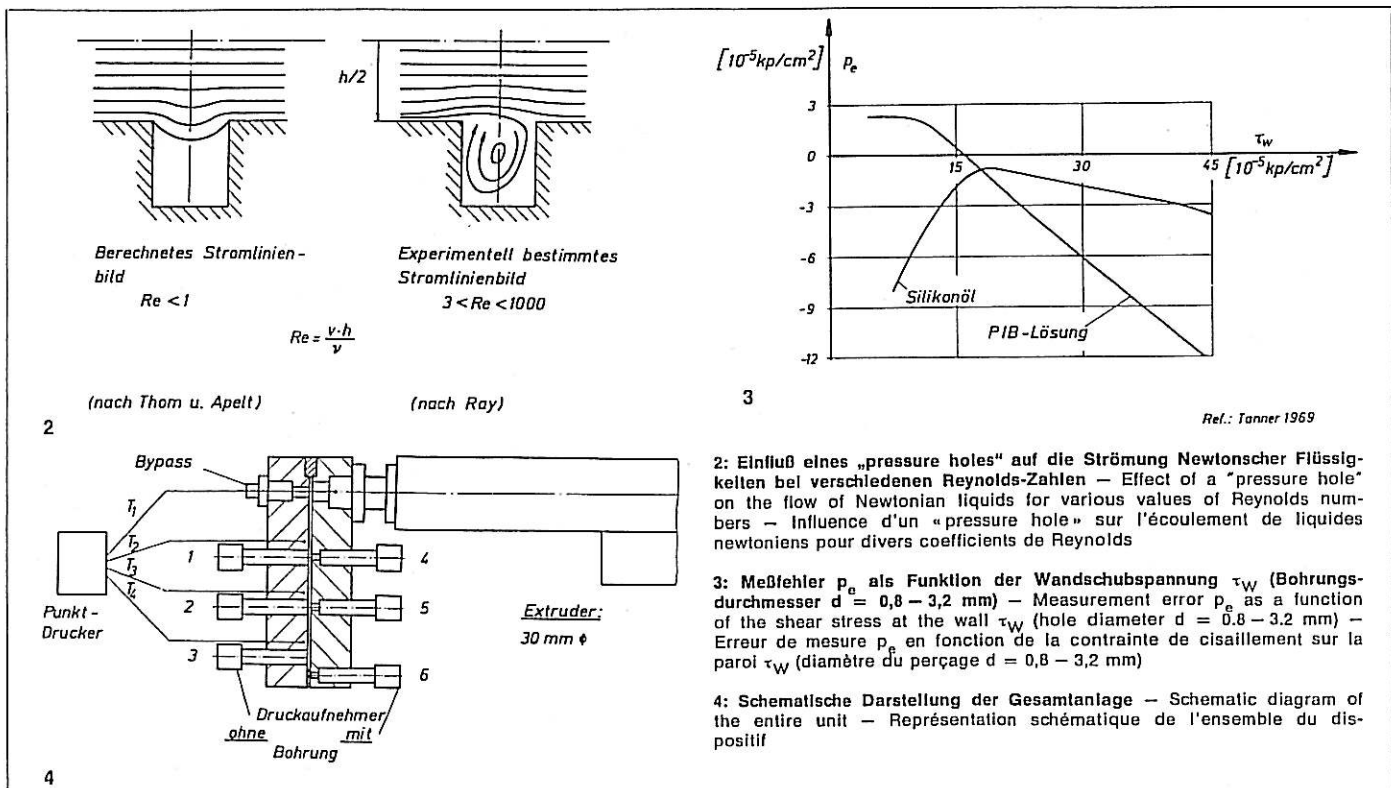 h/2
Berechnetes Stromlinien-
bild
Re < 1
Experimentell bestimmtes
Stromlinienbild
3 < Re < 1000
Re = v·h / ν
(nach Thom u. Apelt)
(nach Ray)
2
[10⁻⁵kp/cm²] pₑ
3
0
-3
-6
-9
-12
15
30
45
τw
[10⁻⁵kp/cm²]
Silikonöl
PIB-Lösung
3
Ref.: Tanner 1969
Bypass
T₁
T₂
T₃
T₄
Punkt-
Drucker
1
2
3
4
5
6
Extruder:
30 mm ϕ
Druckaufnehmer
ohne mit
Bohrung
4
2: Einfluß eines „pressure holes" auf die Strömung Newtonscher Flüssig-
keiten bei verschledenen Reynolds-Zahlen — Effect of a "pressure hole"
on the flow of Newtonian liquids for various values of Reynolds num-
bers — Influence d'un « pressure hole » sur l'écoulement de liquides
newtoniens pour divers coefficients de Reynolds
3: Meßfehler pₑ als Funktion der Wandschubspannung τW (Bohrungs-
durchmesser d = 0,8 – 3,2 mm) — Measurement error pₑ as a function
of the shear stress at the wall τW (hole diameter d = 0.8 – 3.2 mm) —
Erreur de mesure pₑ en fonction de la contrainte de cisaillement sur la
paroi τW (diamètre du perçage d = 0,8 – 3,2 mm)
4: Schematische Darstellung der Gesamtanlage — Schematic diagram of
the entire unit — Représentation schématique de l'ensemble du dis-
positif